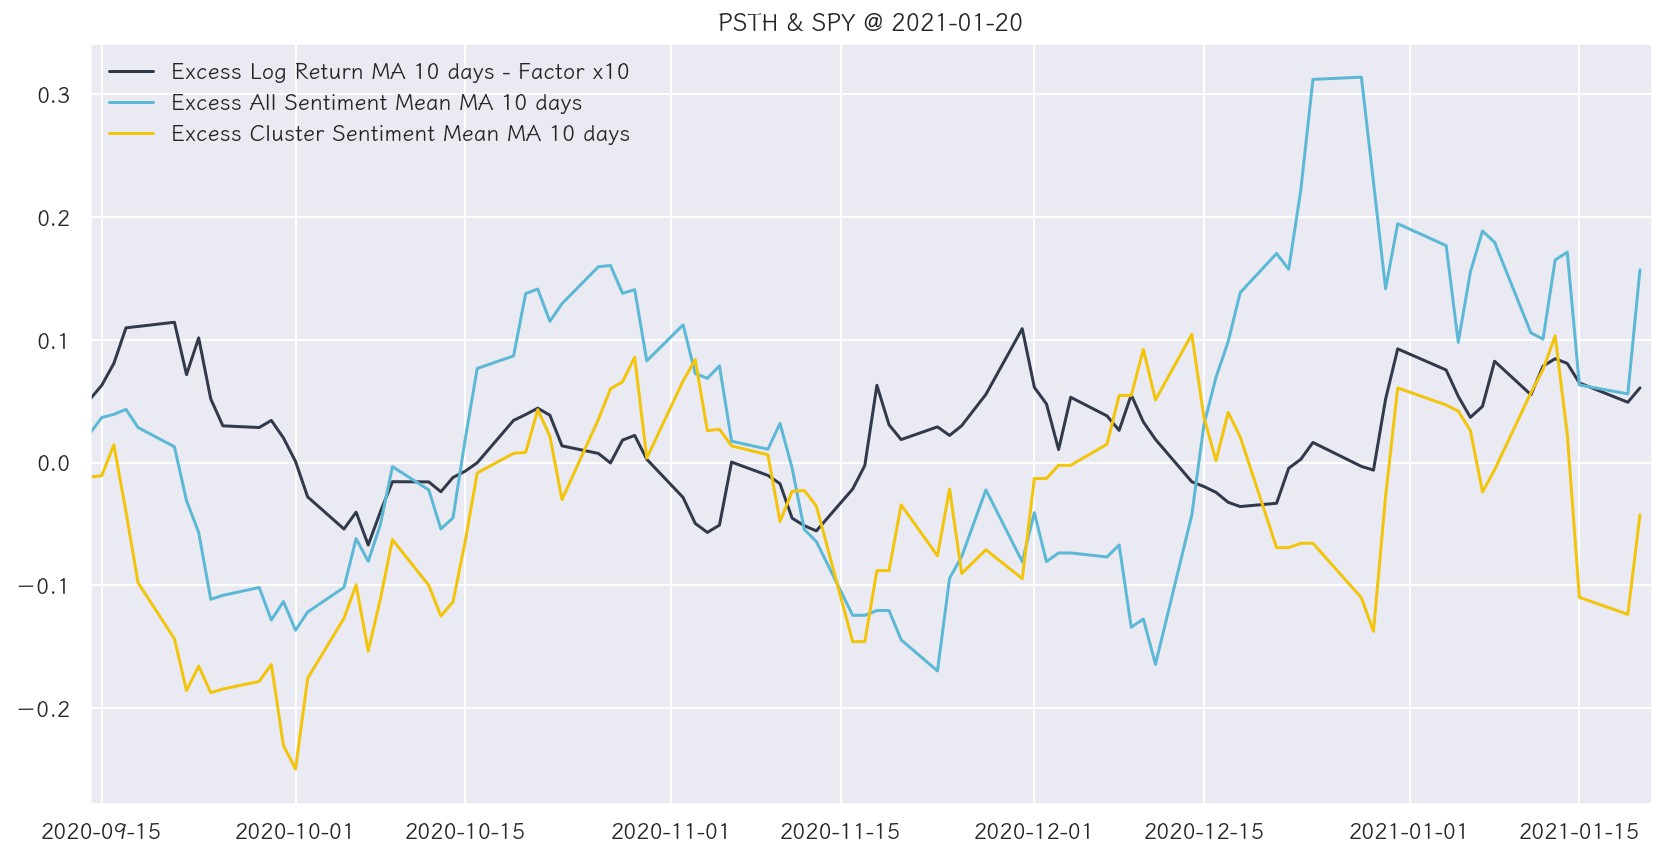 PSTH & SPY @ 2021-01-20
Excess Log Return MA 10 days - Factor x10
Excess All Sentiment Mean MA 10 days
Excess Cluster Sentiment Mean MA 10 days
0.3
0.2
0.1
0.0
−0.1
−0.2
2020-09-15 2020-10-01 2020-10-15 2020-11-01 2020-11-15 2020-12-01 2020-12-15 2021-01-01 2021-01-15